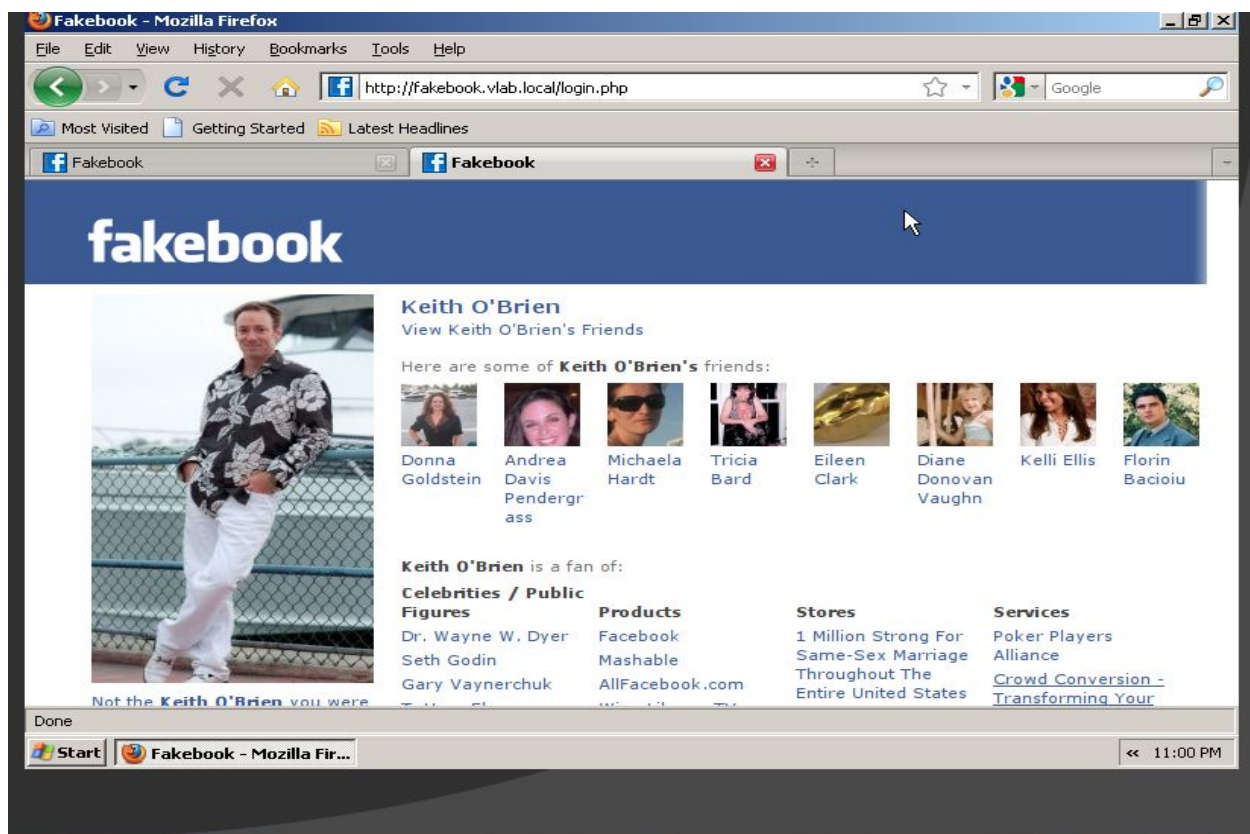 Fakebook - Mozilla Firefox
File Edit View History Bookmarks Tools Help
http://fakebook.vlab.local/login.php
Google
Most Visited Getting Started Latest Headlines
Fakebook
Fakebook
fakebook
Keith O'Brien
View Keith O'Brien's Friends
Here are some of Keith O'Brien's friends:
Donna
Goldstein
Andrea
Davis
Pendergr
ass
Michaela
Hardt
Tricia
Bard
Eileen
Clark
Diane
Donovan
Vaughn
Kelli Ellis
Florin
Bacioiu
Keith O'Brien is a fan of:
Celebrities / Public
Figures
Dr. Wayne W. Dyer
Seth Godin
Gary Vaynerchuk
Products
Facebook
Mashable
AllFacebook.com
Stores
1 Million Strong For
Same-Sex Marriage
Throughout The
Entire United States
Services
Poker Players
Alliance
Crowd Conversion -
Transforming Your
Not the Keith O'Brien you were
Done
Start Fakebook - Mozilla Fir... « 11:00 PM